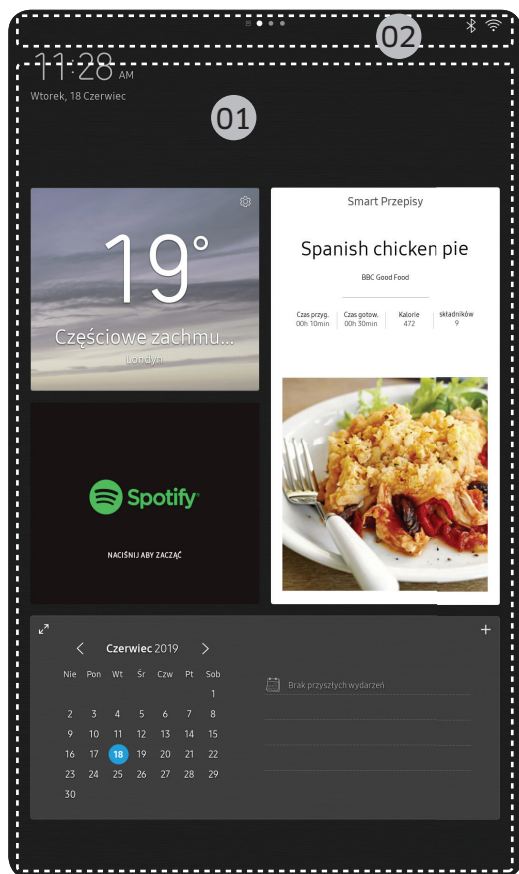 02
11:28 AM
Wtorek, 18 Czerwiec
01
19°
Częściowe zachmu...
Londyn
Smart Przepisy
Spanish chicken pie
BBC Good Food
Czas przyg. Czas gotow. Kalorie składników
00h 10min 00h 30min 472 9
Spotify®
NACIŚNIJ ABY ZACZĄĆ
Czerwiec 2019
Nie Pon Wt Śr Czw Pt Sob
1
2 3 4 5 6 7 8
9 10 11 12 13 14 15
16 17 18 19 20 21 22
23 24 25 26 27 28 29
30
Brak przyszłych wydarzeń